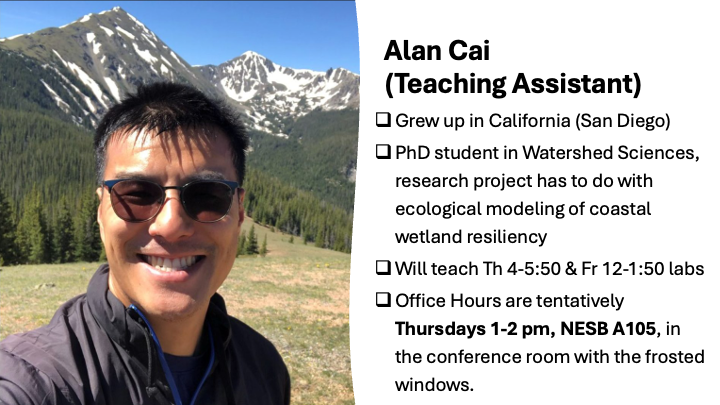 Alan Cai
(Teaching Assistant)
❑ Grew up in California (San Diego)
❑ PhD student in Watershed Sciences,
research project has to do with
ecological modeling of coastal
wetland resiliency
❑ Will teach Th 4-5:50 & Fr 12-1:50 labs
❑ Office Hours are tentatively
Thursdays 1-2 pm, NESB A105, in
the conference room with the frosted
windows.